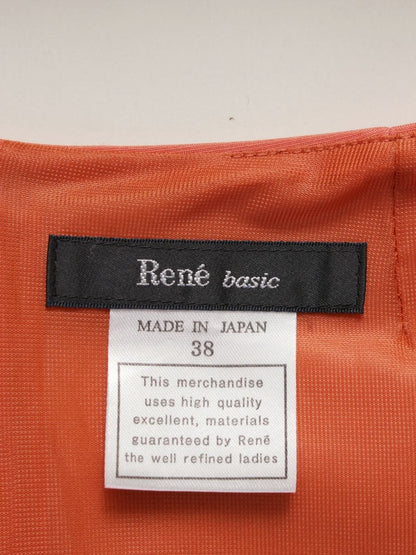 René basic
MADE IN JAPAN
38
This merchandise
uses high quality
excellent, materials
guaranteed by René
the well refined ladies